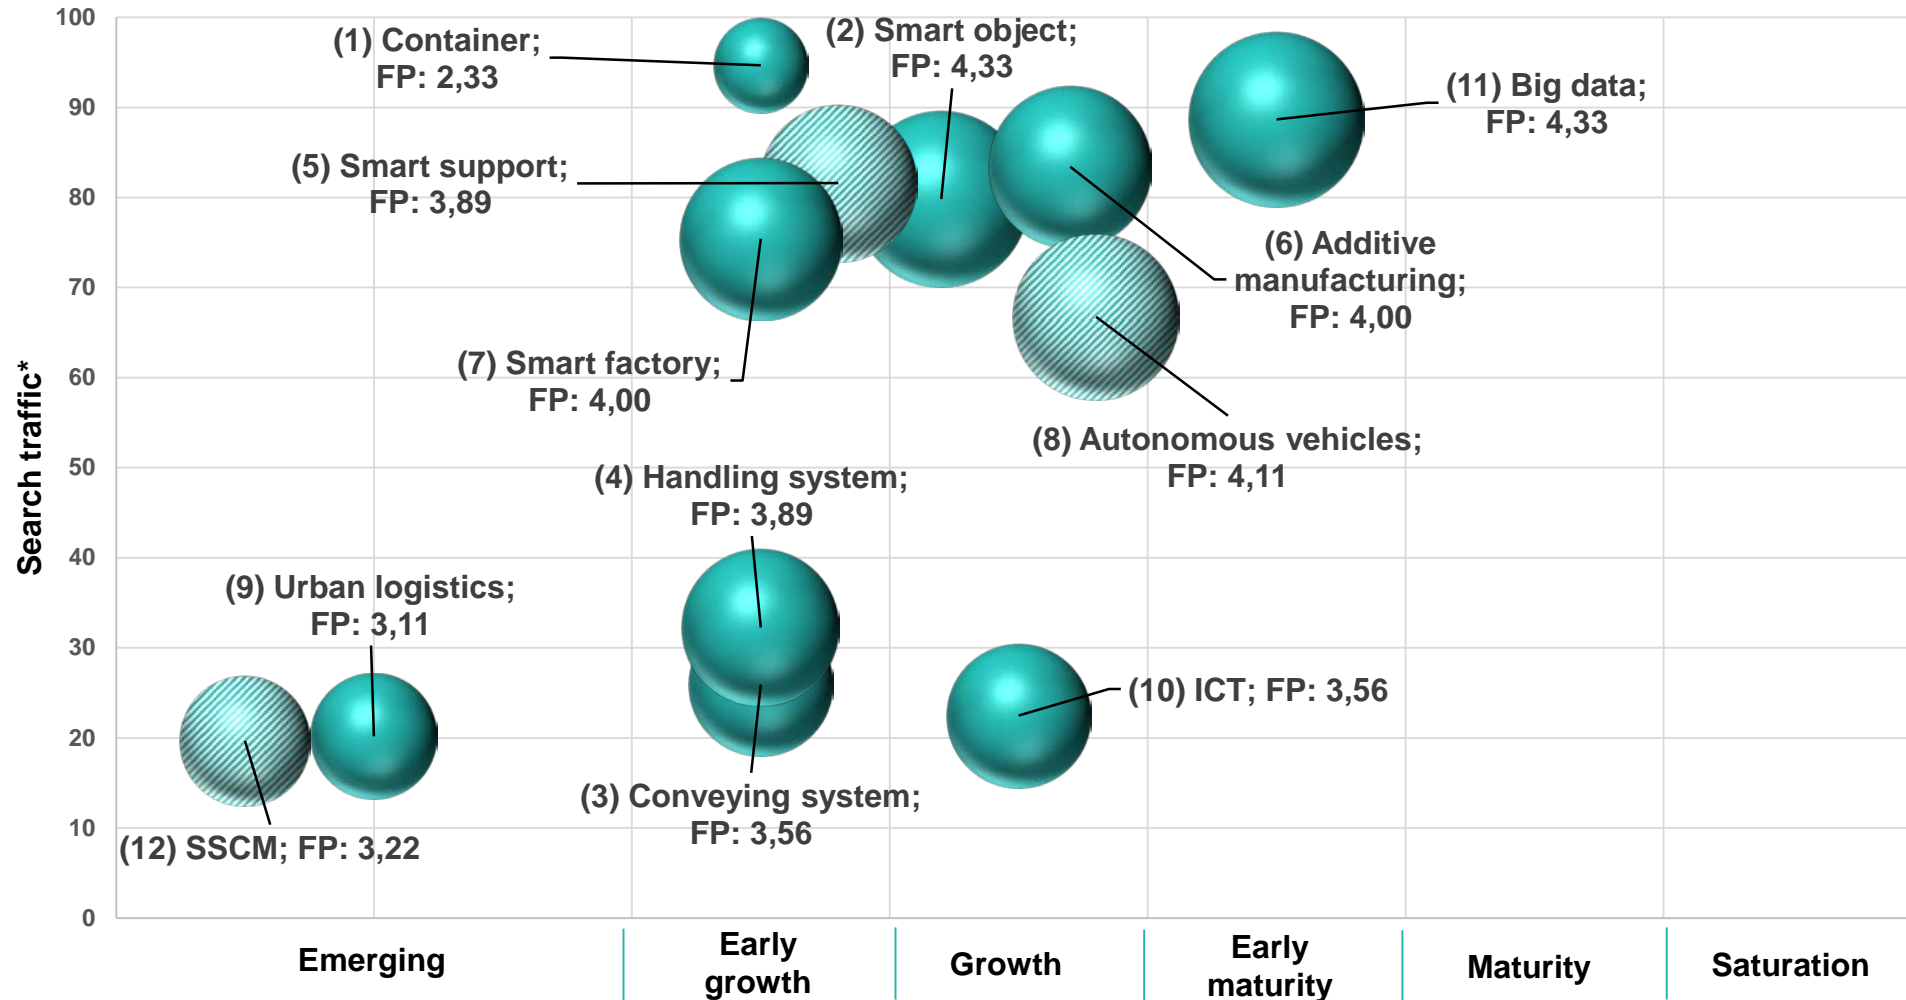 100
90
80
70
60
50
40
30
20
10
0
Search traffic*
(1) Container;
FP: 2,33
(2) Smart object;
FP: 4,33
(11) Big data;
FP: 4,33
(5) Smart support;
FP: 3,89
(6) Additive
manufacturing;
FP: 4,00
(7) Smart factory;
FP: 4,00
(8) Autonomous vehicles;
FP: 4,11
(4) Handling system;
FP: 3,89
(9) Urban logistics;
FP: 3,11
(10) ICT; FP: 3,56
(3) Conveying system;
FP: 3,56
(12) SSCM; FP: 3,22
Emerging
Early
growth
Growth
Early
maturity
Maturity
Saturation